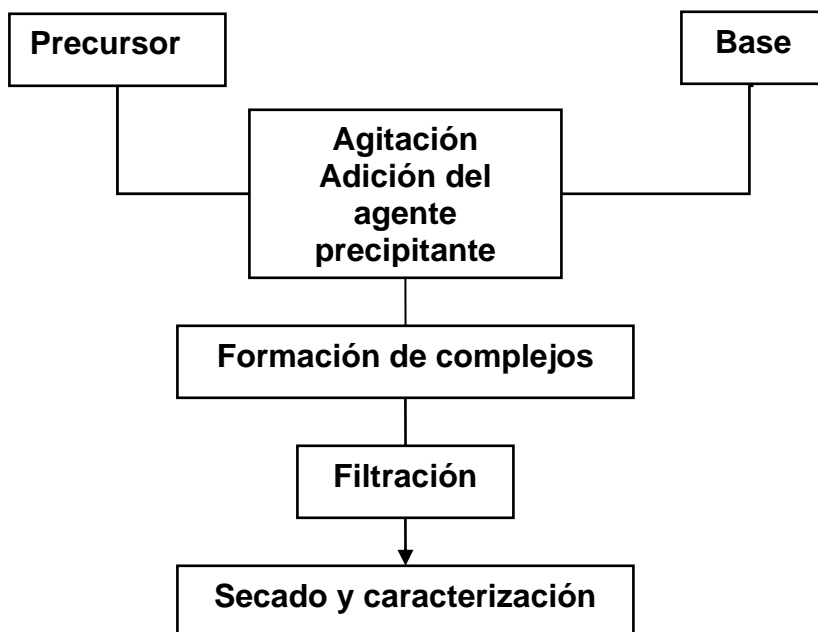 Precursor
Base
Agitación
Adición del
agente
precipitante
Formación de complejos
Filtración
Secado y caracterización